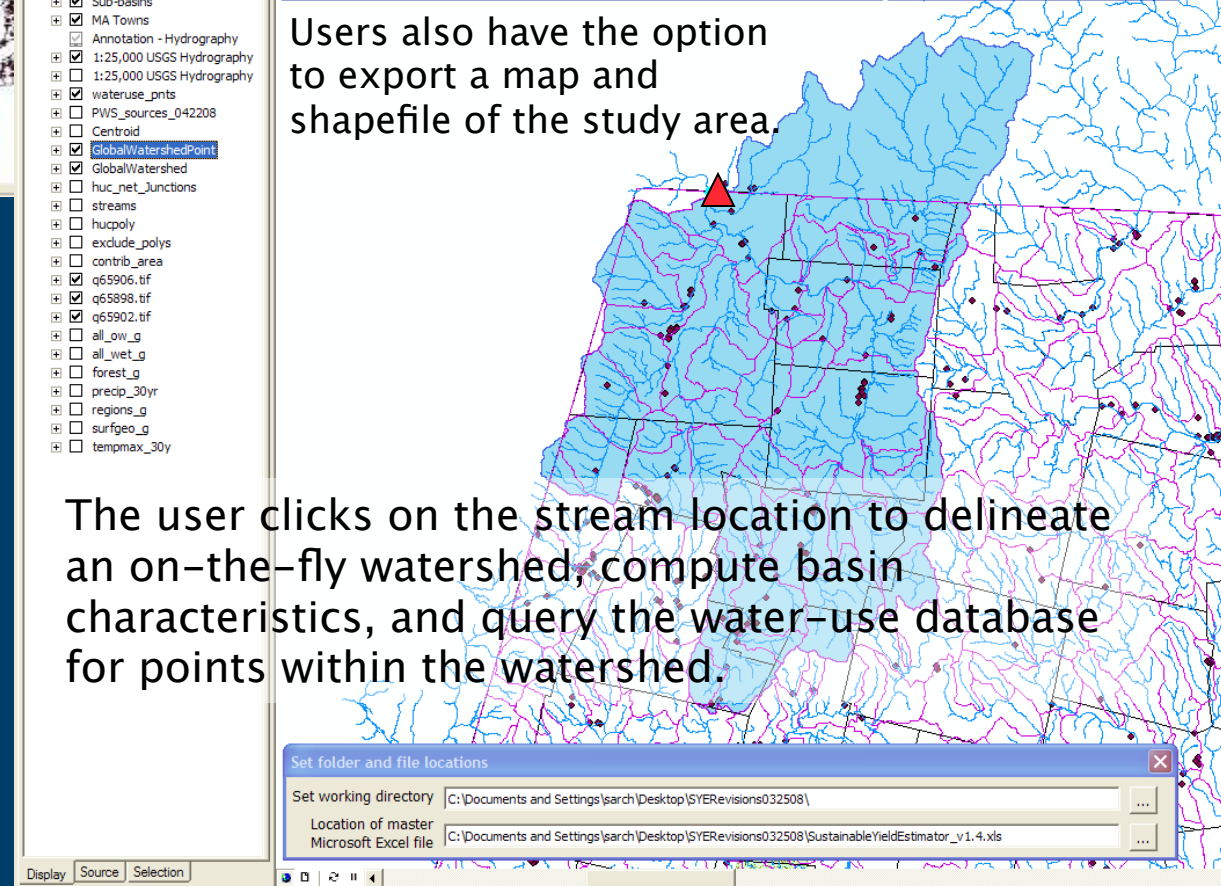 Sub-basins
MA Towns
Annotation - Hydrography
1:25,000 USGS Hydrography
1:25,000 USGS Hydrography
wateruse_pnts
PWS_sources_042208
Centroid
GlobalWatershedPoint
GlobalWatershed
huc_net_Junctions
streams
hucpoly
exclude_polys
contrib_area
q65906.tif
q65898.tif
q65902.tif
all_ow_g
all_wet_g
forest_g
precip_30yr
regions_g
surfgeo_g
tempmax_30y
Users also have the option
to export a map and
shapefile of the study area.
The user clicks on the stream location to delineate
an on-the-fly watershed, compute basin
characteristics, and query the water-use database
for points within the watershed.
Set folder and file locations
Set working directory C:\Documents and Settings\sarch\Desktop\SYERevisions032508\ ...
Location of master
Microsoft Excel file C:\Documents and Settings\sarch\Desktop\SYERevisions032508\SustainableYieldEstimator_v1.4.xls ...
Display Source Selection